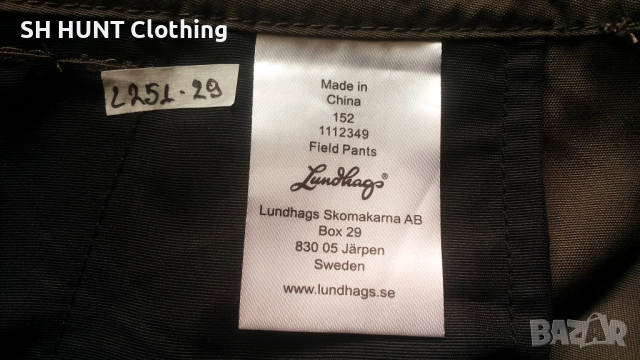 SH HUNT Clothing
2251-29
Made in
China
152
1112349
Field Pants
Lundhags®
Lundhags Skomakarna AB
Box 29
830 05 Järpen
Sweden
www.lundhags.se
BAZAR